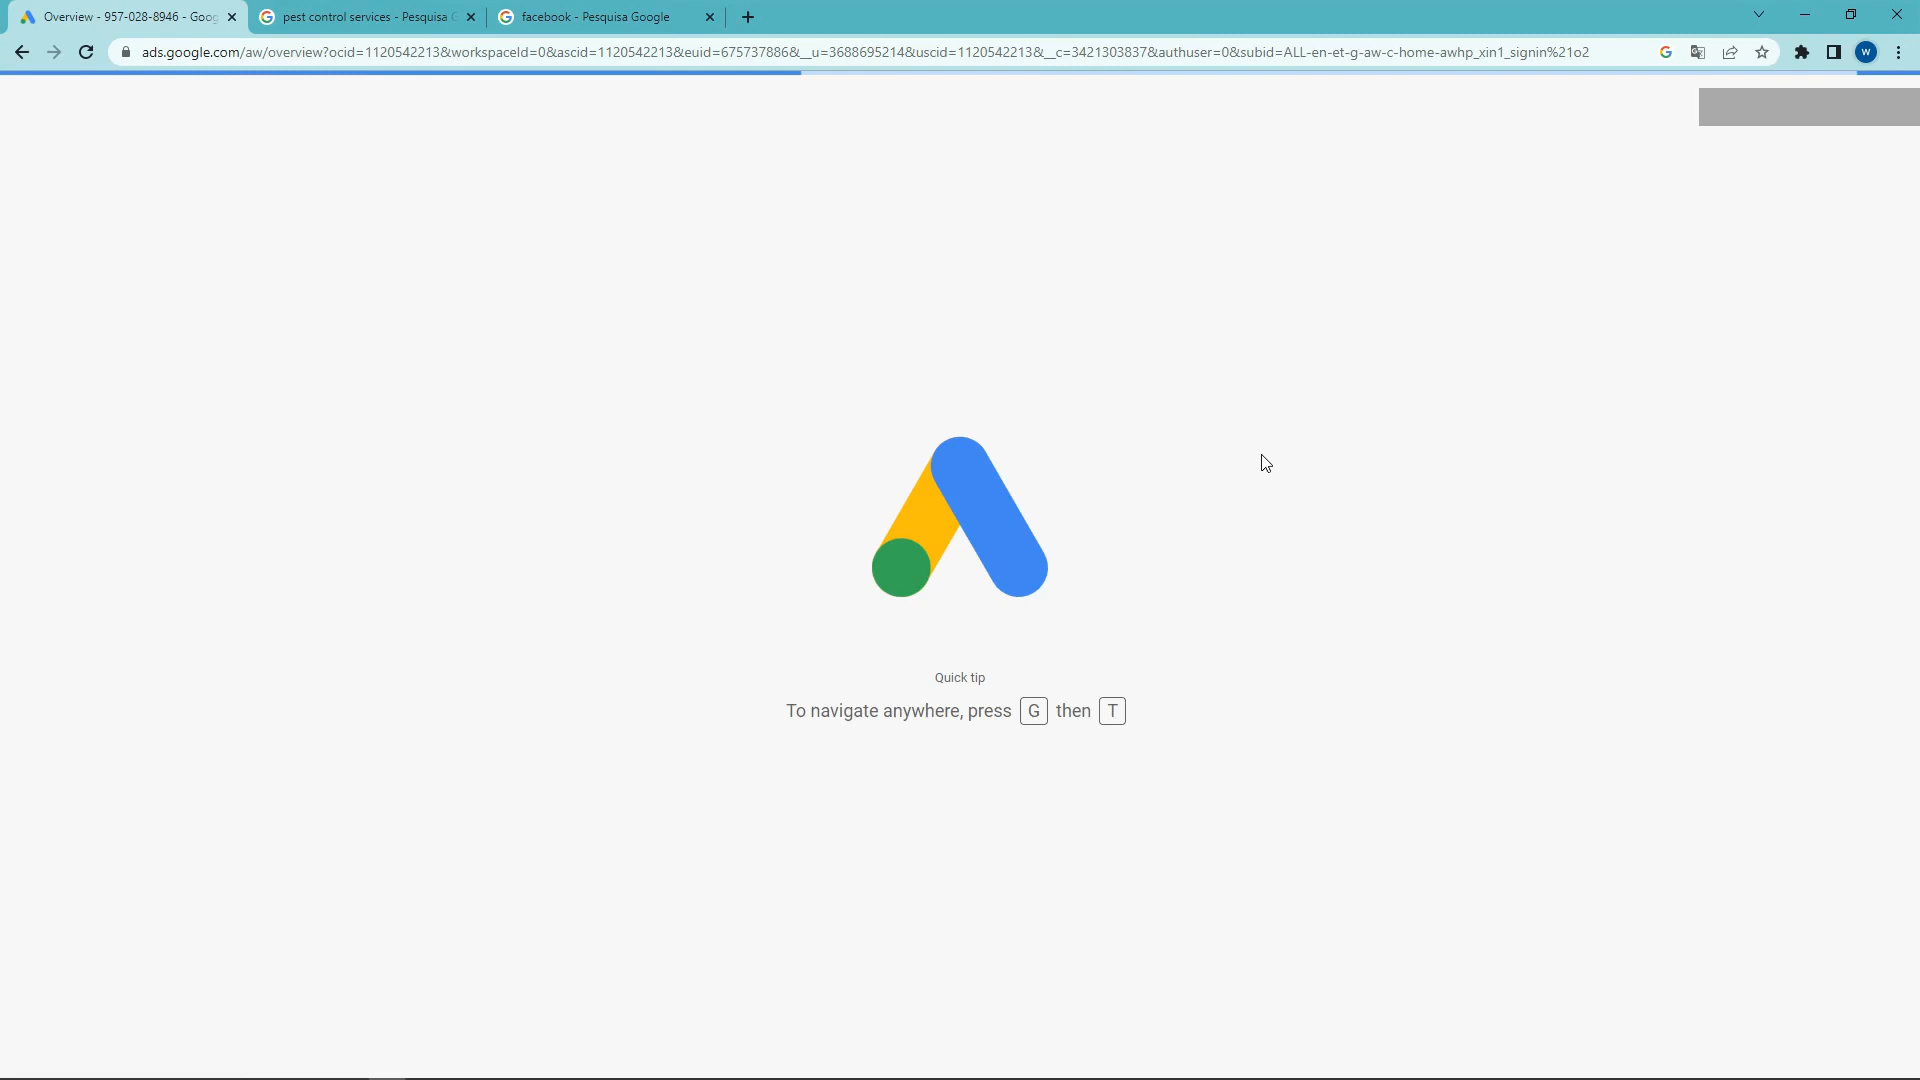 Overview - 957-028-8946 - Goog
pest control services - Pesquisa G
facebook - Pesquisa Google
ads.google.com/aw/overview?ocid=1120542213&workspaceId=0&ascid=1120542213&euid=675737886&__u=3688695214&uscid=1120542213&__c=3421303837&authuser=0&subid=ALL-en-et-g-aw-c-home-awhp_xin1_signin%21o2
W
Quick tip
To navigate anywhere, press G then T